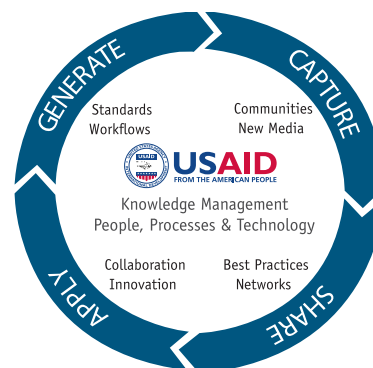 GENERATE
CAPTURE
Standards
Workflows
Communities
New Media
USAID
USAID
FROM THE AMERICAN PEOPLE
Knowledge Management
People, Processes & Technology
Collaboration
Innovation
Best Practices
Networks
APPLY
SHARE